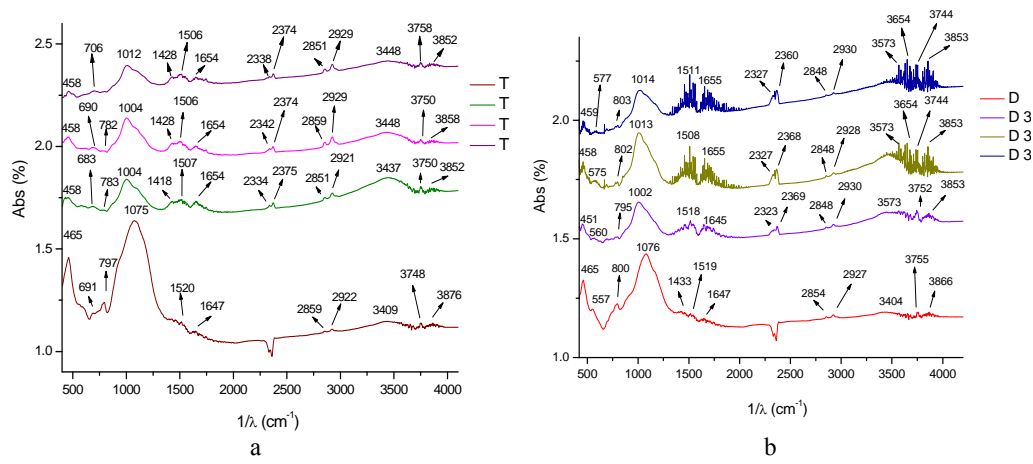 706 1012 1428 1506 1654 2338 2374 2851 2929 3448 3758 3852
458
690 1004 1428 1506 1654 2342 2374 2859 2929 3448 3750 3858
458 782
683 1004 1418 1507 1654 2334 2375 2851 2921 3437 3750 3852
458 783
1075
465 797 691 1520 1647 2859 2922 3409 3748 3876
T
T
T
T
2.5
2.0
1.5
1.0
Abs (%)
500 1000 1500 2000 2500 3000 3500 4000
1/λ (cm⁻¹)
a
459 577 803 1014 1511 1655 2327 2360 2848 2930 3573 3654 3744 3853
458 575 802 1013 1508 1655 2327 2368 2848 2928 3573 3654 3744 3853
451 560 795 1002 1518 1645 2323 2369 2848 2930 3573 3752 3853
465 557 800 1076 1433 1519 1647 2854 2927 3404 3755 3866
D
D 3
D 3
D 3
2.0
1.5
1.0
Abs (%)
500 1000 1500 2000 2500 3000 3500 4000
1/λ (cm⁻¹)
b